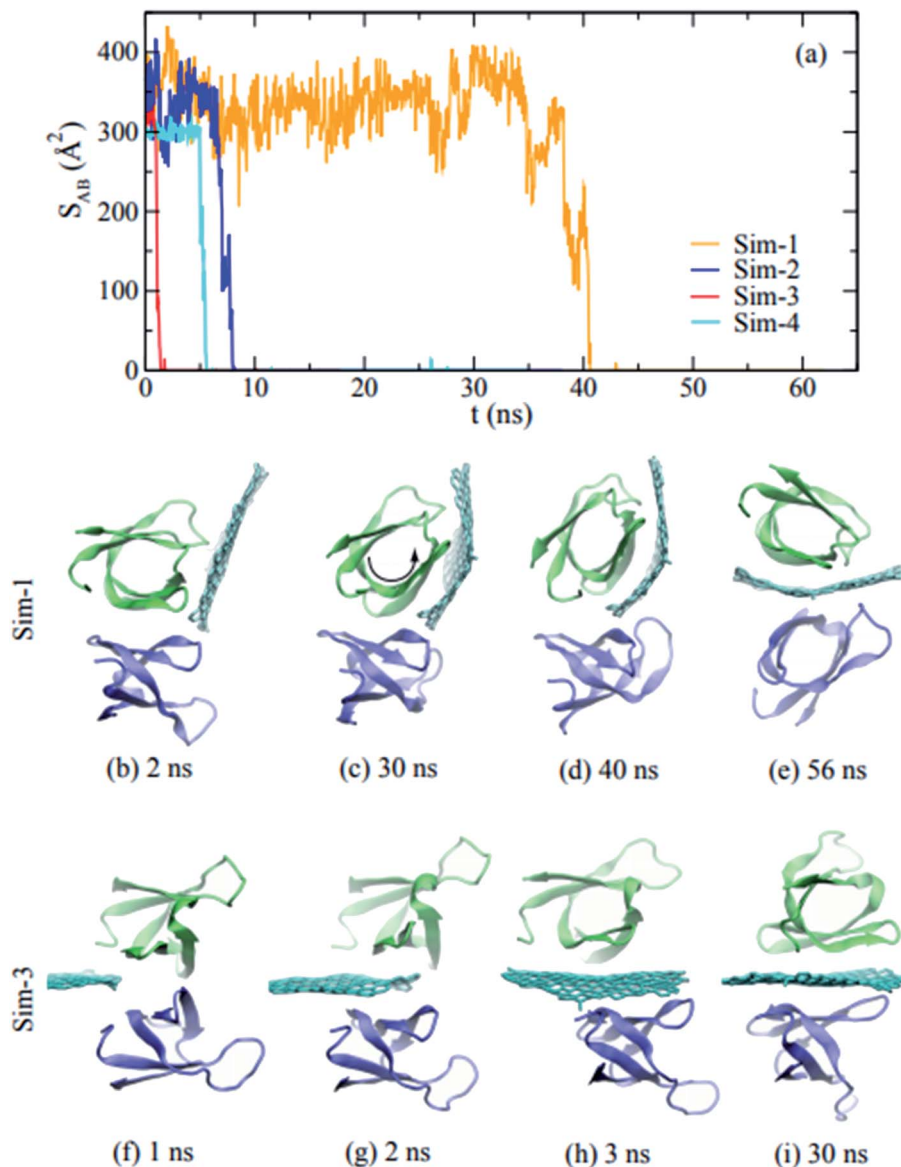 (a)
400
300
200
100
0
S_AB (Å²)
Sim-1
Sim-2
Sim-3
Sim-4
0 10 20 30 40 50 60
t (ns)
Sim-1
(b) 2 ns (c) 30 ns (d) 40 ns (e) 56 ns
Sim-3
(f) 1 ns (g) 2 ns (h) 3 ns (i) 30 ns